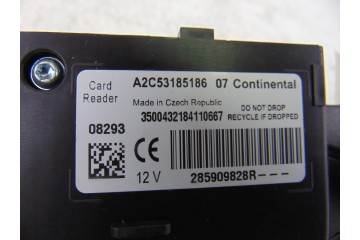 Card Reader A2C53185186 07 Continental
Made in Czech Republic DO NOT DROP
08293 3500432184110667 RECYCLE IF DROPPED
12 V 285909828R---